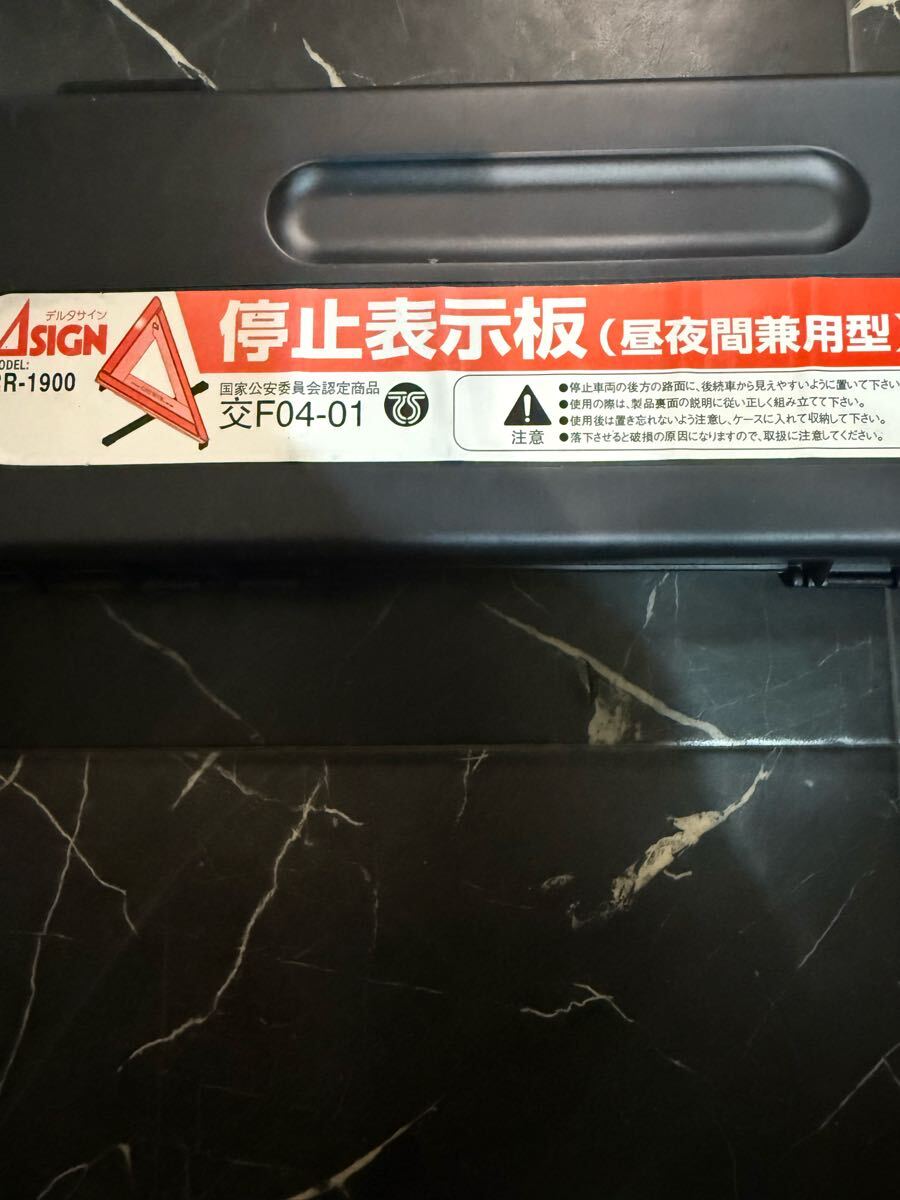 デルタサイン
SIGN
停止表示板(昼夜間兼用型)
R-1900
国家公安委員会認定商品
交F04-01
注意
●停止車両の後方の路面に、後続車から見えやすいように置いて下さい
●使用の際は、製品裏面の説明に従い正しく組み立てて下さい。
●使用後は置き忘れないよう注意し、ケースに入れて収納して下さい。
●落下させると破損の原因になりますので、取扱に注意してください。